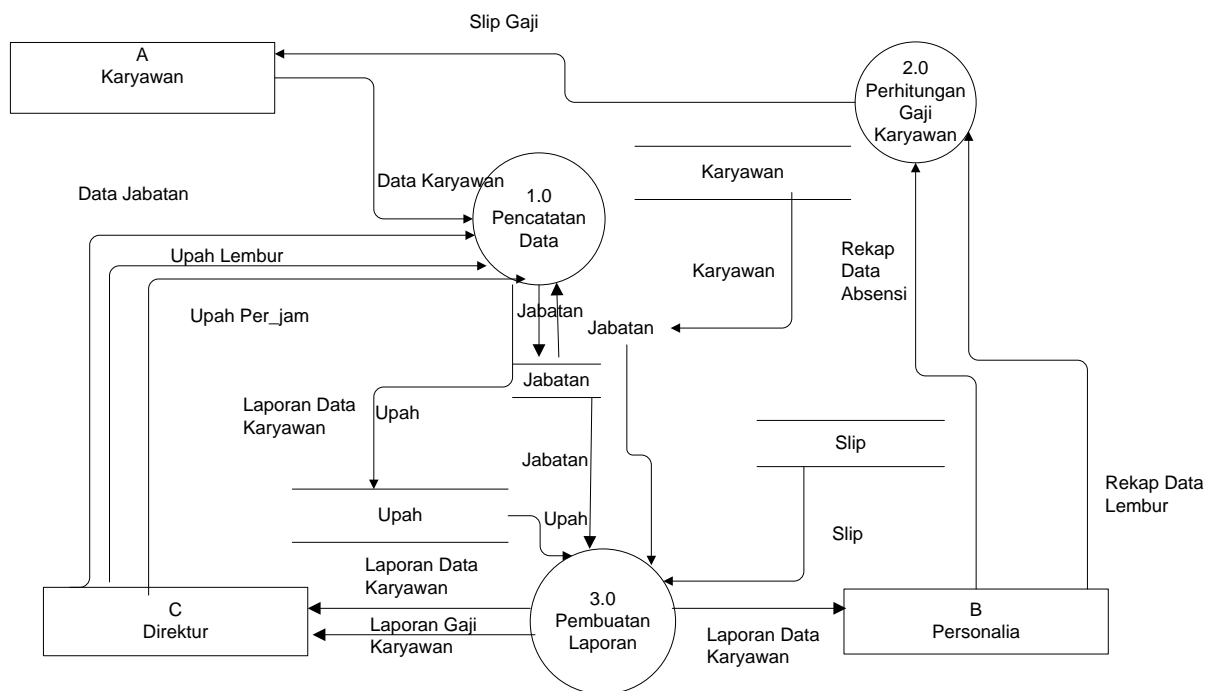 Slip Gaji
A
Karyawan
2.0
Perhitungan
Gaji
Karyawan
Karyawan
Data Karyawan
Data Jabatan
1.0
Pencatatan
Data
Upah Lembur
Karyawan
Rekap
Data
Absensi
Upah Per_jam
Jabatan
Jabatan
Jabatan
Laporan Data
Karyawan
Upah
Slip
Jabatan
Rekap Data
Lembur
Upah
Upah
Slip
Laporan Data
Karyawan
3.0
Pembuatan
Laporan
C
Direktur
B
Personalia
Laporan Gaji
Karyawan
Laporan Data
Karyawan